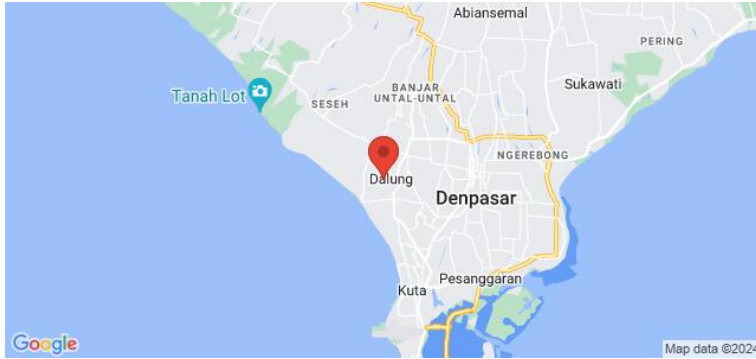 Abiansemal
PERING
Sukawati
BANJAR
UNTAL-UNTAL
Tanah Lot
SESEH
NGEREBONG
Dalung
Denpasar
Pesanggaran
Kuta
Google
Map data ©2024